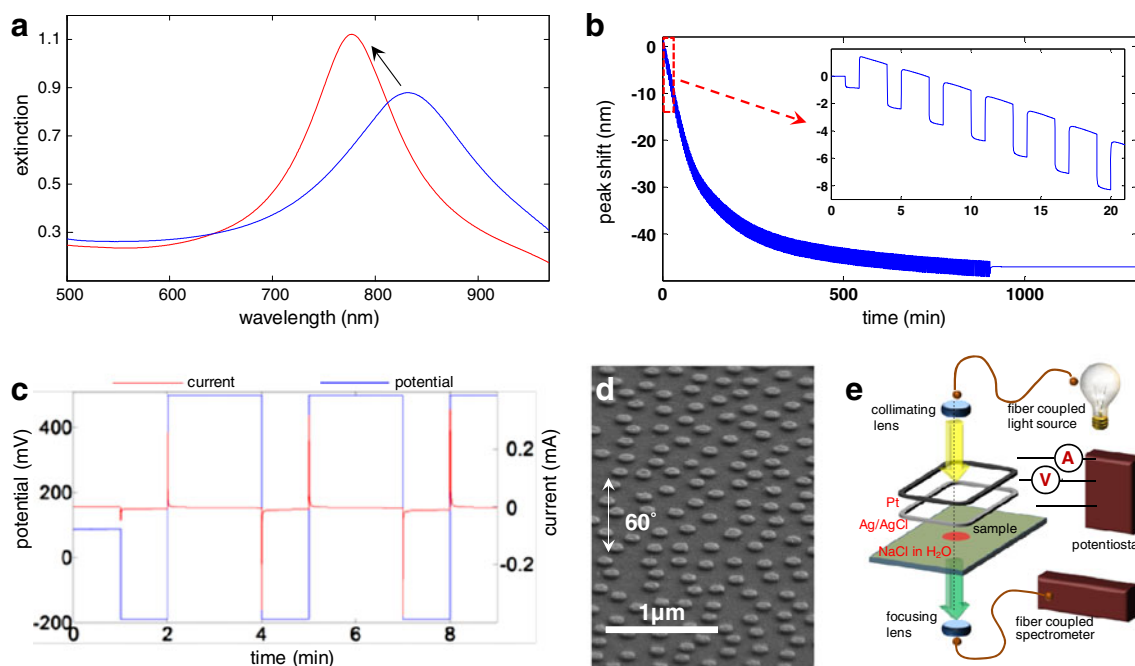 a
1.1
0.9
0.7
0.5
0.3
extinction
500
600
700
800
900
wavelength (nm)
b
0
-10
-20
-30
-40
peak shift (nm)
0
500
1000
time (min)
0
-2
-4
-6
-8
0
5
10
15
20
c
current
potential
400
200
0
-200
potential (mV)
0.2
0
-0.2
current (mA)
0
2
4
6
8
time (min)
d
60°
1µm
e
collimating
lens
fiber coupled
light source
A
V
Pt
Ag/AgCl
sample
NaCl in H₂O
potentiosta
focusing
lens
fiber coupled
spectrometer